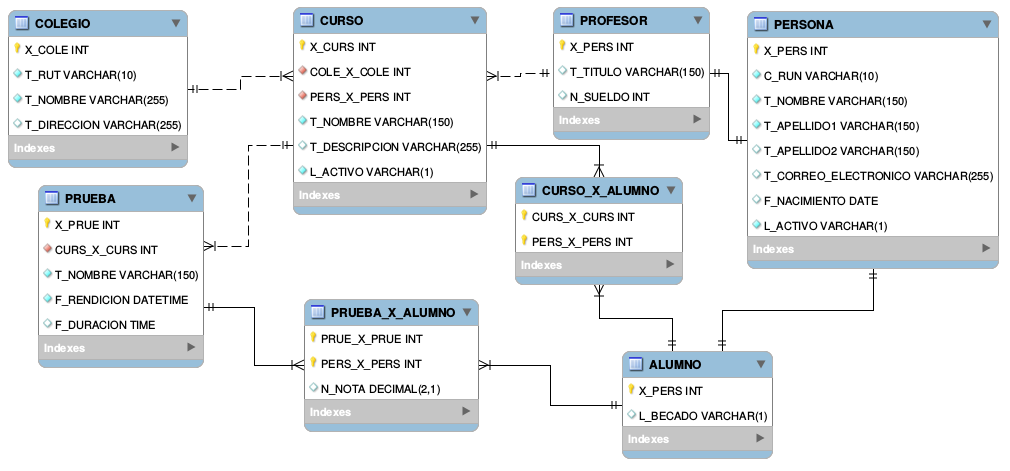 COLEGIO
X_COLE INT
T_RUT VARCHAR(10)
T_NOMBRE VARCHAR(255)
T_DIRECCION VARCHAR(255)
Indexes
CURSO
X_CURS INT
COLE_X_COLE INT
PERS_X_PERS INT
T_NOMBRE VARCHAR(150)
T_DESCRIPCION VARCHAR(255)
L_ACTIVO VARCHAR(1)
Indexes
PROFESOR
X_PERS INT
T_TITULO VARCHAR(150)
N_SUELDO INT
Indexes
PERSONA
X_PERS INT
C_RUN VARCHAR(10)
T_NOMBRE VARCHAR(150)
T_APELLIDO1 VARCHAR(150)
T_APELLIDO2 VARCHAR(150)
T_CORREO_ELECTRONICO VARCHAR(255)
F_NACIMIENTO DATE
L_ACTIVO VARCHAR(1)
Indexes
PRUEBA
X_PRUE INT
CURS_X_CURS INT
T_NOMBRE VARCHAR(150)
F_RENDICION DATETIME
F_DURACION TIME
Indexes
CURSO_X_ALUMNO
CURS_X_CURS INT
PERS_X_PERS INT
Indexes
PRUEBA_X_ALUMNO
PRUE_X_PRUE INT
PERS_X_PERS INT
N_NOTA DECIMAL(2,1)
Indexes
ALUMNO
X_PERS INT
L_BECADO VARCHAR(1)
Indexes